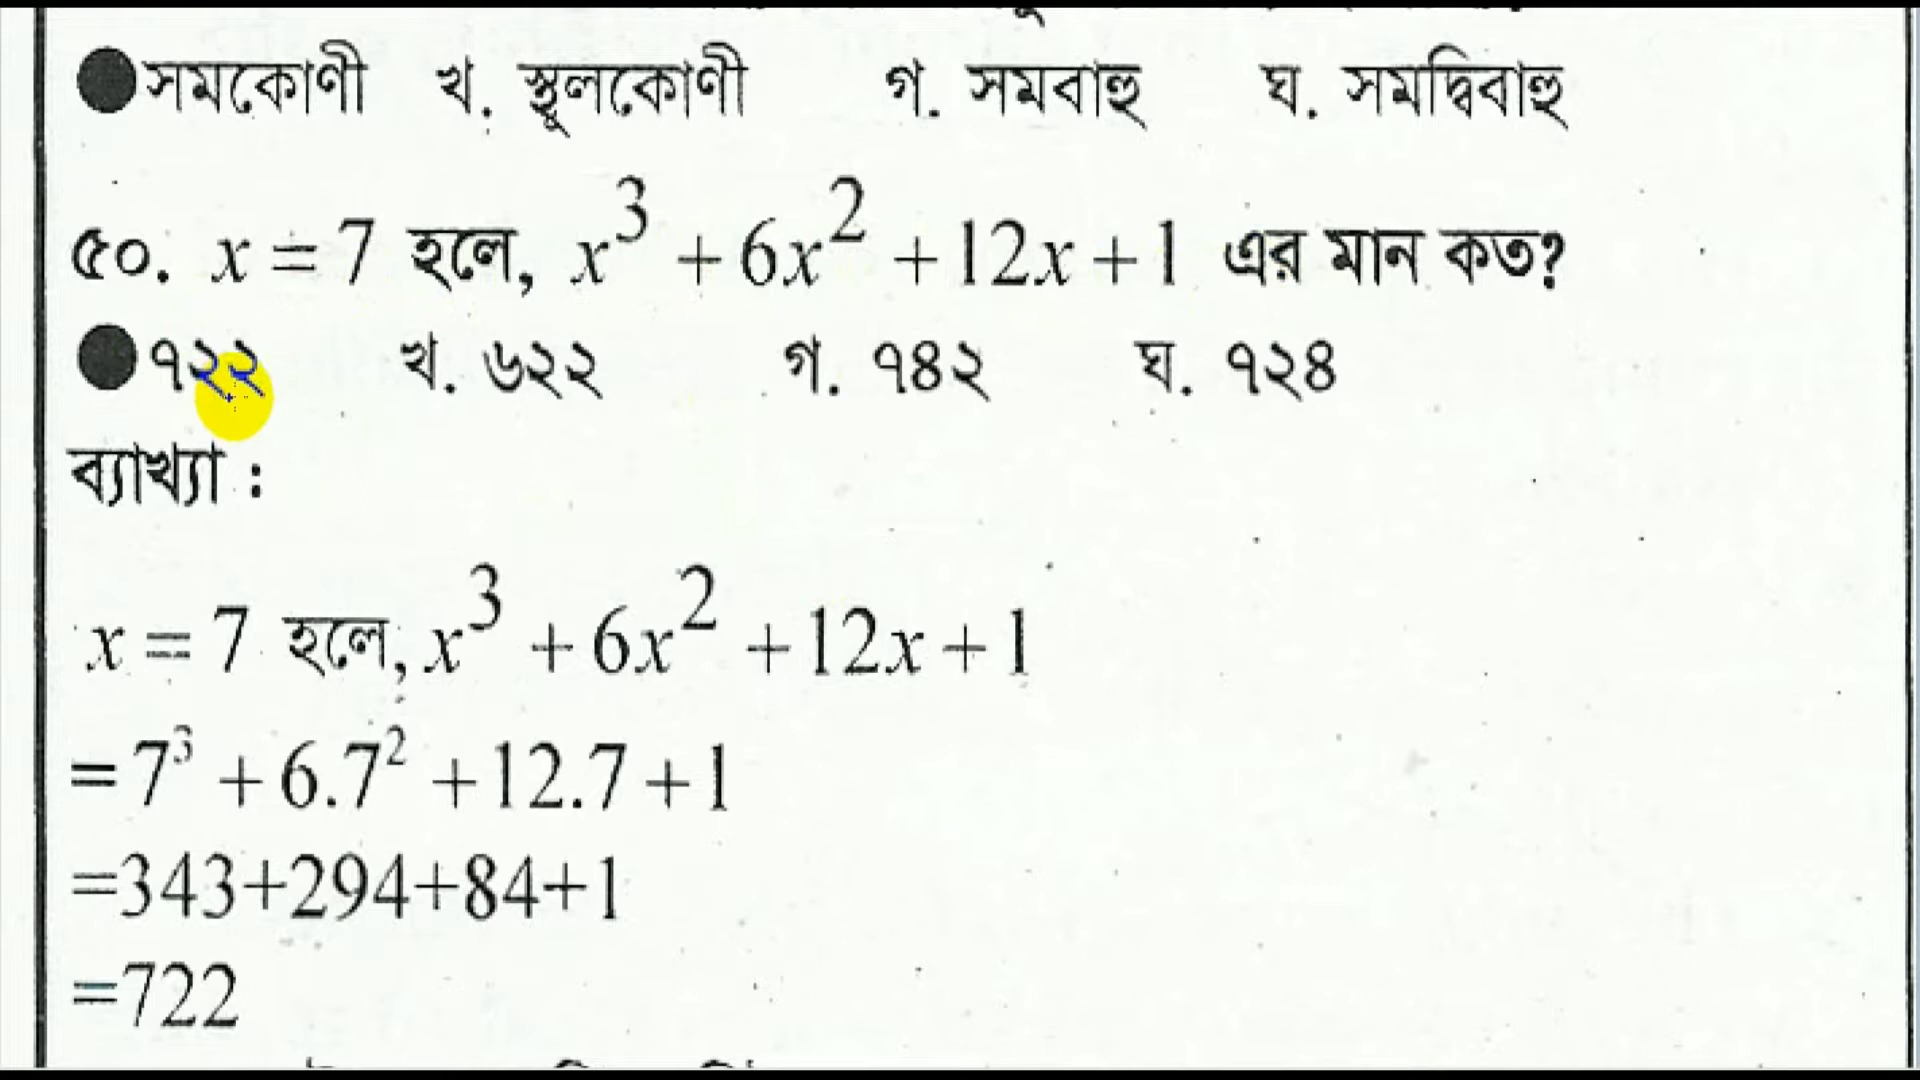 সমকোণী খ. স্থূলকোণী গ. সমবাহু ঘ. সমদ্বিবাহু
৫০. x = 7 হলে, x³ + 6x² + 12x + 1 এর মান কত?
৭২২ খ. ৬২২ গ. ৭৪২ ঘ. ৭২৪
ব্যাখ্যা :
x = 7 হলে, x³ + 6x² + 12x + 1
= 7³ + 6.7² + 12.7 + 1
=343+294+84+1
=722